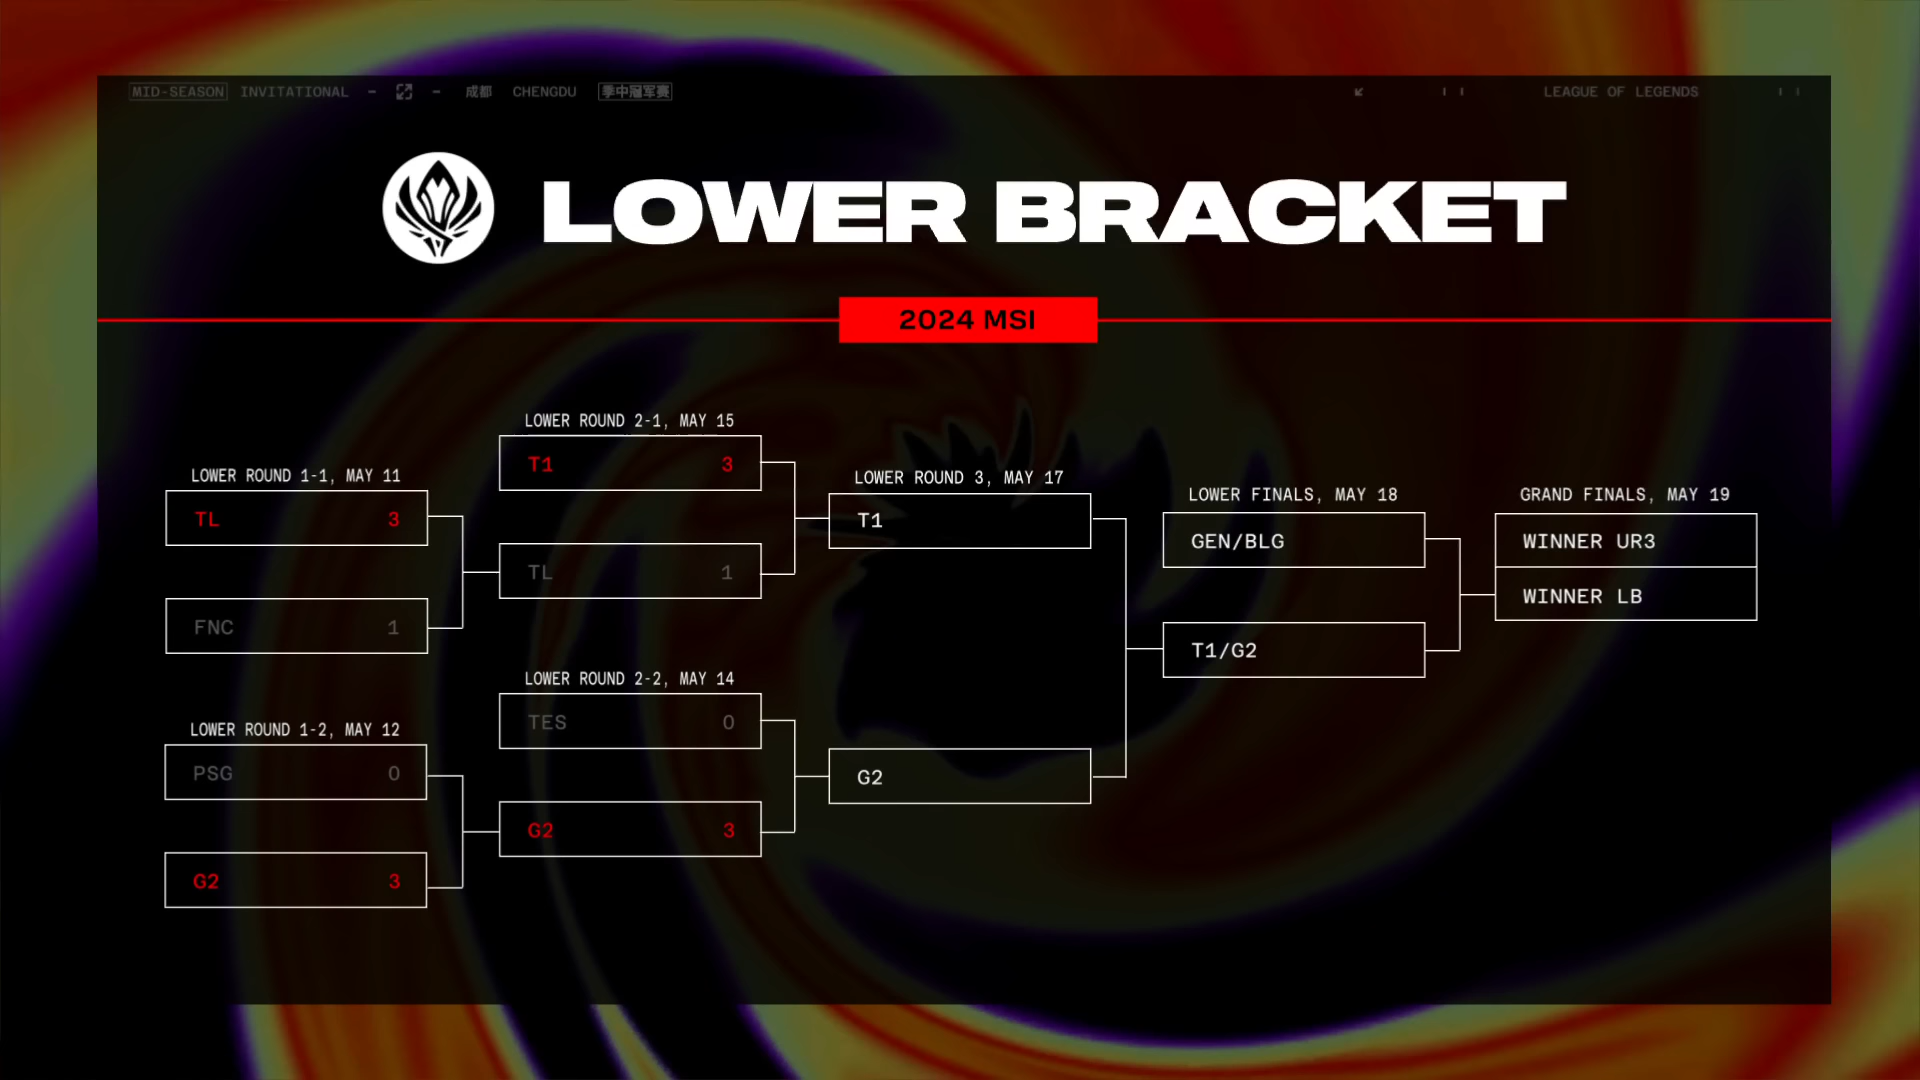 MID-SEASON INVITATIONAL - - 成都 CHENGDU 季中冠军赛 LEAGUE OF LEGENDS
LOWER BRACKET
2024 MSI
LOWER ROUND 1-1, MAY 11
TL 3
FNC 1
LOWER ROUND 1-2, MAY 12
PSG 0
G2 3
LOWER ROUND 2-1, MAY 15
T1 3
TL 1
LOWER ROUND 2-2, MAY 14
TES 0
G2 3
LOWER ROUND 3, MAY 17
T1
G2
LOWER FINALS, MAY 18
GEN/BLG
T1/G2
GRAND FINALS, MAY 19
WINNER UR3
WINNER LB